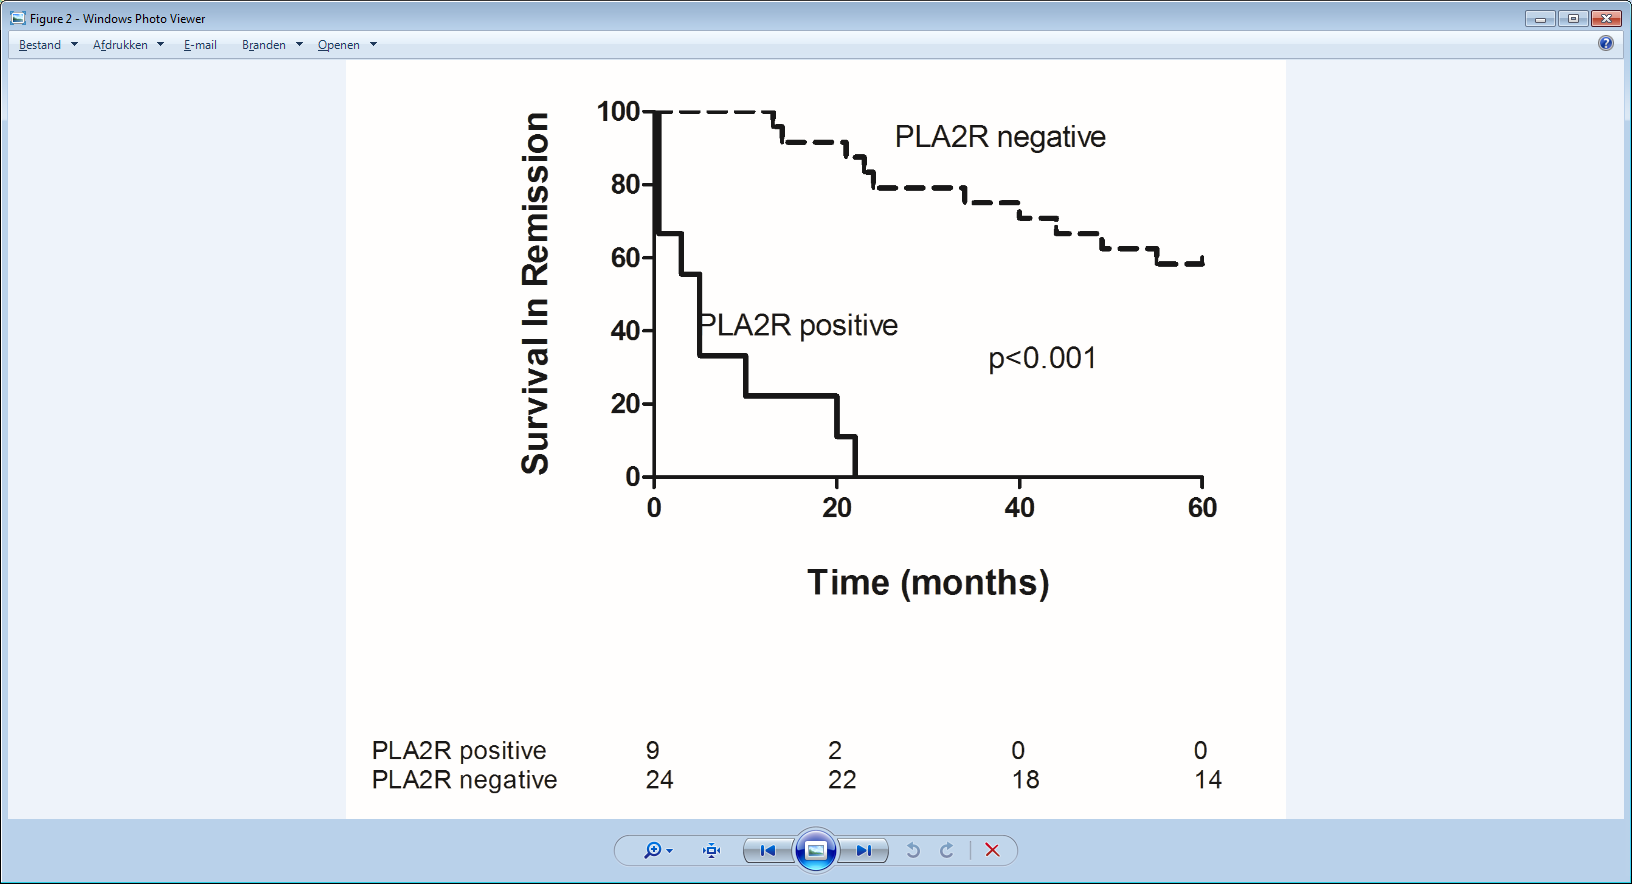 Figure 2 - Windows Photo Viewer
Bestand Afdrukken E-mail Branden Openen
Survival In Remission
100
80
60
40
20
0
PLA2R negative
PLA2R positive
p<0.001
0 20 40 60
Time (months)
PLA2R positive 9 2 0 0
PLA2R negative 24 22 18 14